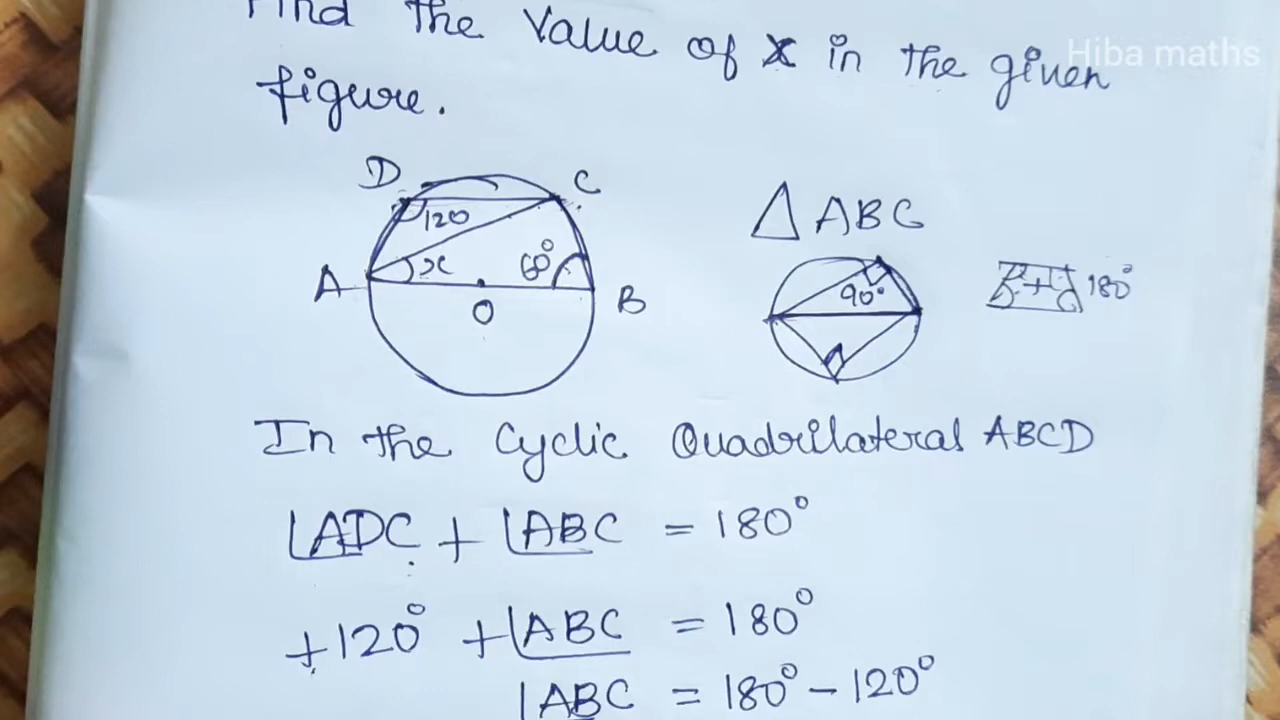 Find the Value of x in the given
Hiba maths
figure.
D
C
120
A
x
60°
O
B
△ ABC
90°
180°
In the Cyclic Quadrilateral ABCD
∠ADC + ∠ABC = 180°
+120° +∠ABC = 180°
∠ABC = 180° - 120°